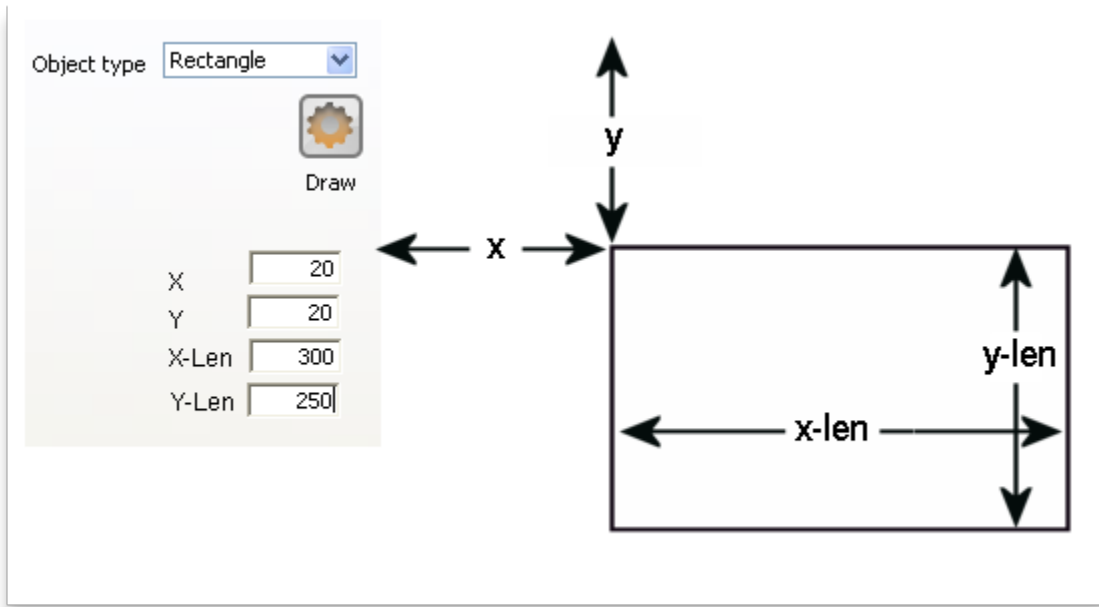 Object type Rectangle
Draw
X 20
Y 20
X-Len 300
Y-Len 250
y
x
y-len
x-len